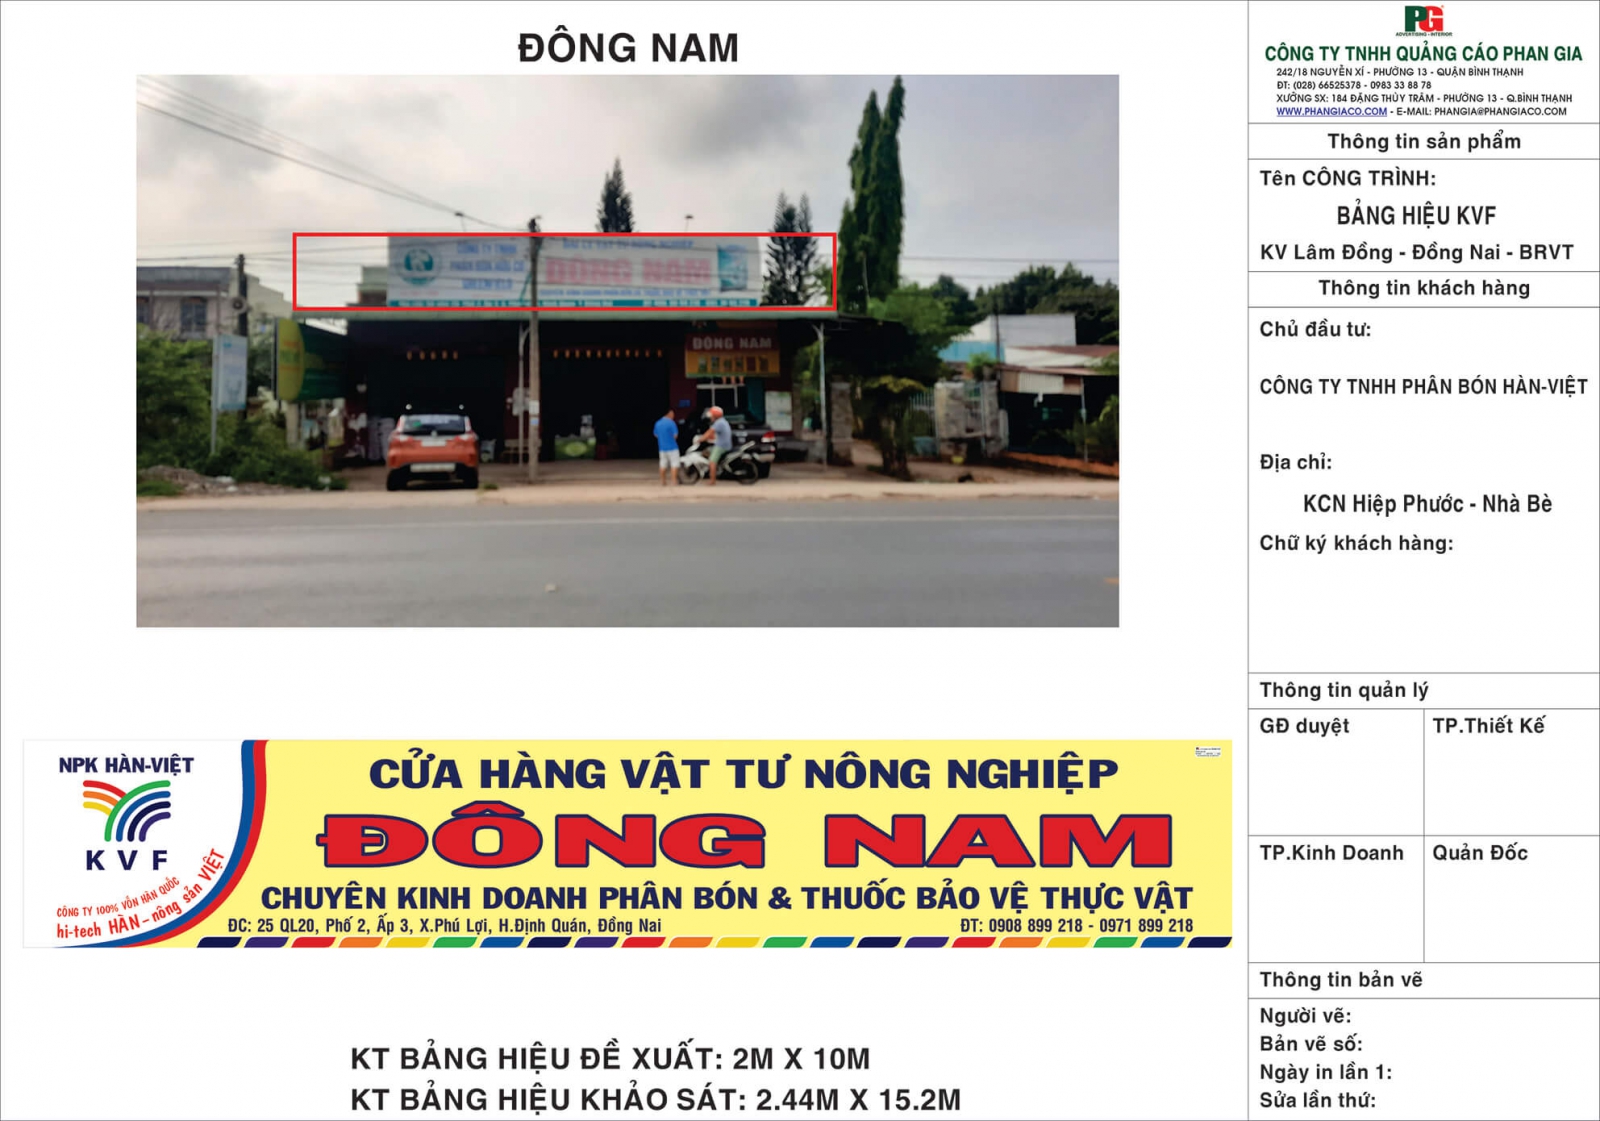 ĐÔNG NAM
ĐÔNG NAM
ĐÔNG NAM
NPK HÀN-VIỆT
KVF
CÔNG TY 100% VỐN HÀN QUỐC
hi-tech HÀN - nông sản VIỆT
CỬA HÀNG VẬT TƯ NÔNG NGHIỆP
ĐÔNG NAM
CHUYÊN KINH DOANH PHÂN BÓN & THUỐC BẢO VỆ THỰC VẬT
ĐC: 25 QL20, Phố 2, Ấp 3, X.Phú Lợi, H.Định Quán, Đồng Nai
ĐT: 0908 899 218 - 0971 899 218
KT BẢNG HIỆU ĐỀ XUẤT: 2M X 10M
KT BẢNG HIỆU KHẢO SÁT: 2.44M X 15.2M
PG
ADVERTISING - INTERIOR
CÔNG TY TNHH QUẢNG CÁO PHAN GIA
242/18 NGUYỄN XÍ - PHƯỜNG 13 - QUẬN BÌNH THẠNH
ĐT: (028) 66525378 - 0983 33 88 78
XƯỞNG SX: 184 ĐẶNG THÙY TRÂM - PHƯỜNG 13 - Q.BÌNH THẠNH
WWW.PHANGIACO.COM - E-MAIL: PHANGIA@PHANGIACO.COM
Thông tin sản phẩm
Tên CÔNG TRÌNH:
BẢNG HIỆU KVF
KV Lâm Đồng - Đồng Nai - BRVT
Thông tin khách hàng
Chủ đầu tư:
CÔNG TY TNHH PHÂN BÓN HÀN-VIỆT
Địa chỉ:
KCN Hiệp Phước - Nhà Bè
Chữ ký khách hàng:
Thông tin quản lý
GĐ duyệt
TP.Thiết Kế
TP.Kinh Doanh
Quản Đốc
Thông tin bản vẽ
Người vẽ:
Bản vẽ số:
Ngày in lần 1:
Sửa lần thứ: